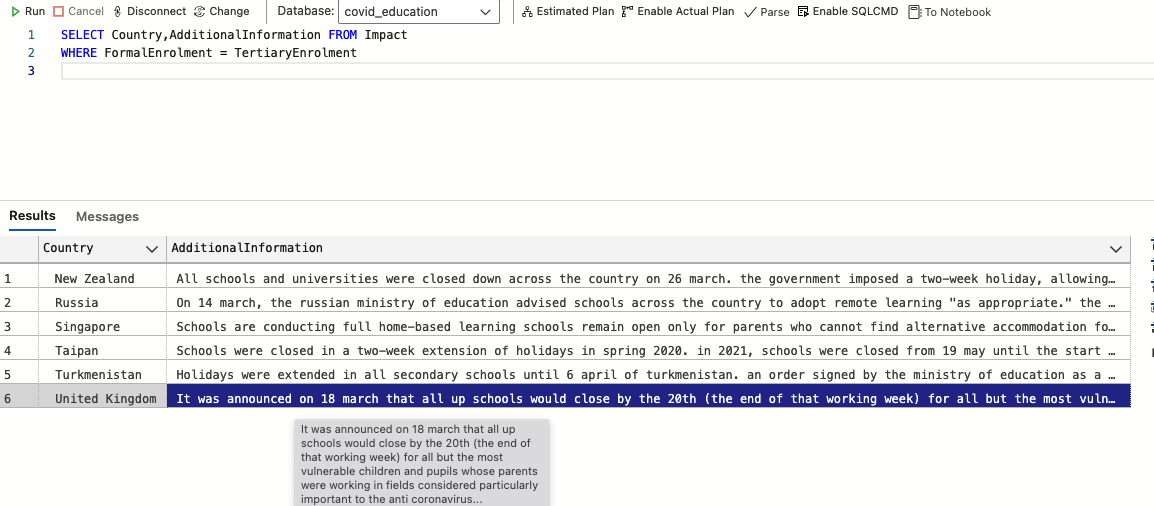 Run Cancel Disconnect Change Database: covid_education Estimated Plan Enable Actual Plan Parse Enable SQLCMD To Notebook
1 SELECT Country,AdditionalInformation FROM Impact
2 WHERE FormalEnrolment = TertiaryEnrolment
3
Results Messages
Country AdditionalInformation
1 New Zealand All schools and universities were closed down across the country on 26 march. the government imposed a two-week holiday, allowing…
2 Russia On 14 march, the russian ministry of education advised schools across the country to adopt remote learning "as appropriate." the …
3 Singapore Schools are conducting full home-based learning schools remain open only for parents who cannot find alternative accommodation fo…
4 Taipan Schools were closed in a two-week extension of holidays in spring 2020. in 2021, schools were closed from 19 may until the start …
5 Turkmenistan Holidays were extended in all secondary schools until 6 april of turkmenistan. an order signed by the ministry of education as a …
6 United Kingdom It was announced on 18 march that all up schools would close by the 20th (the end of that working week) for all but the most vuln…
It was announced on 18 march that all up
schools would close by the 20th (the end of
that working week) for all but the most
vulnerable children and pupils whose parents
were working in fields considered particularly
important to the anti coronavirus...